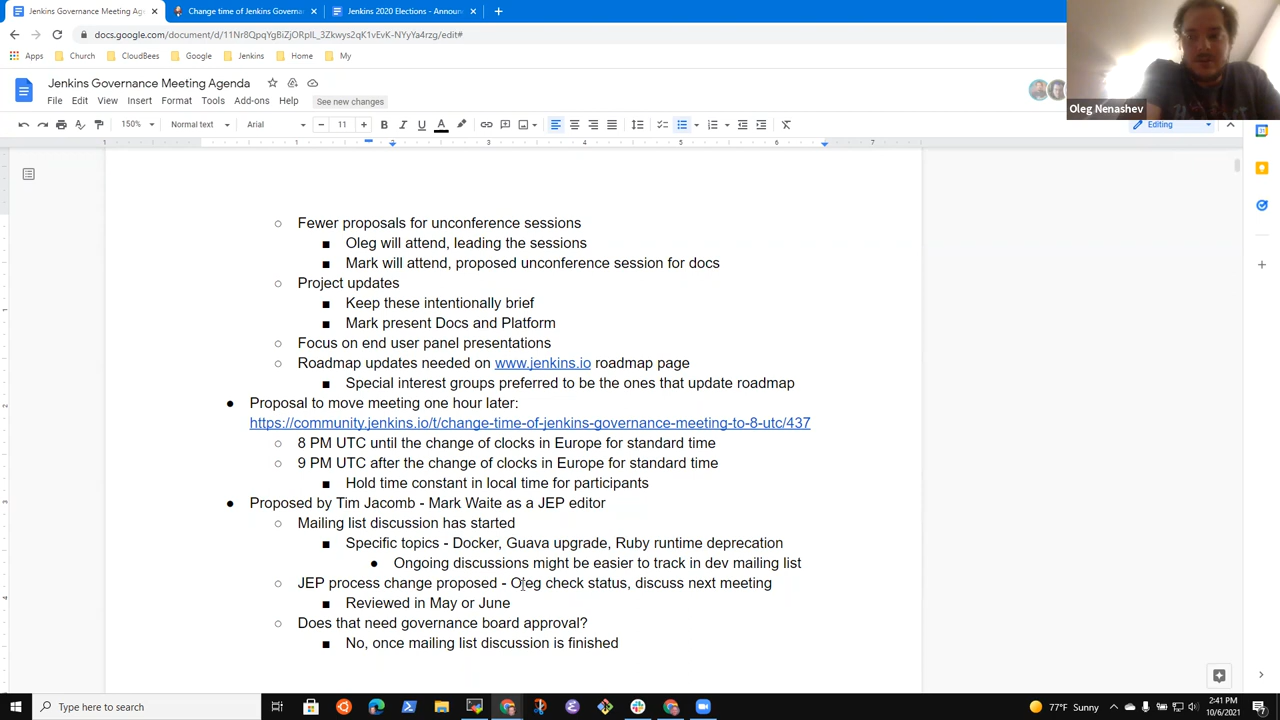 Jenkins Governance Meeting Ag
Change time of Jenkins Governa
Jenkins 2020 Elections - Announ
docs.google.com/document/d/11Nr8QpqYgBiZjORpIL_3Zkwys2qK1vEvK-NYyYa4rzg/edit#
Apps Church CloudBees Google Jenkins Home My
Jenkins Governance Meeting Agenda
File Edit View Insert Format Tools Add-ons Help See new changes
150% Normal text Arial 11 Editing
Oleg Nenashev
Fewer proposals for unconference sessions
Oleg will attend, leading the sessions
Mark will attend, proposed unconference session for docs
Project updates
Keep these intentionally brief
Mark present Docs and Platform
Focus on end user panel presentations
Roadmap updates needed on www.jenkins.io roadmap page
Special interest groups preferred to be the ones that update roadmap
Proposal to move meeting one hour later:
https://community.jenkins.io/t/change-time-of-jenkins-governance-meeting-to-8-utc/437
8 PM UTC until the change of clocks in Europe for standard time
9 PM UTC after the change of clocks in Europe for standard time
Hold time constant in local time for participants
Proposed by Tim Jacomb - Mark Waite as a JEP editor
Mailing list discussion has started
Specific topics - Docker, Guava upgrade, Ruby runtime deprecation
Ongoing discussions might be easier to track in dev mailing list
JEP process change proposed - Oleg check status, discuss next meeting
Reviewed in May or June
Does that need governance board approval?
No, once mailing list discussion is finished
Type here to search
77°F Sunny
2:41 PM
10/6/2021